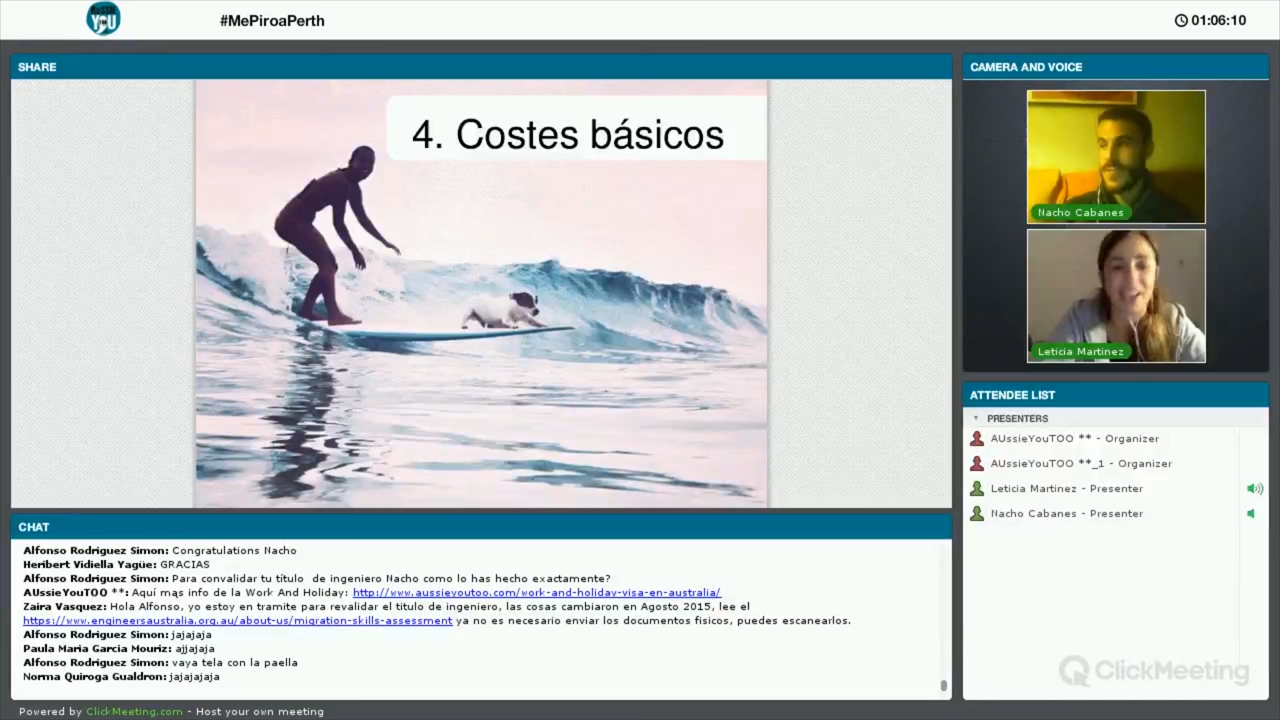 AUSSIE YOU TOO
#MePiroaPerth
01:06:10
SHARE
4. Costes básicos
CAMERA AND VOICE
Nacho Cabanes
Leticia Martinez
ATTENDEE LIST
PRESENTERS
AUssieYouTOO ** - Organizer
AUssieYouTOO **_1 - Organizer
Leticia Martinez - Presenter
Nacho Cabanes - Presenter
ClickMeeting
CHAT
Alfonso Rodriguez Simon: Congratulations Nacho
Heribert Vidiella Yagüe: GRACIAS
Alfonso Rodriguez Simon: Para convalidar tu título de ingeniero Nacho como lo has hecho exactamente?
AUssieYouTOO **: Aquí mas info de la Work And Holiday: http://www.aussieyoutoo.com/work-and-holiday-visa-en-australia/
Zaira Vasquez: Hola Alfonso, yo estoy en tramite para revalidar el titulo de ingeniero, las cosas cambiaron en Agosto 2015, lee el
https://www.engineersaustralia.org.au/about-us/migration-skills-assessment ya no es necesario enviar los documentos fisicos, puedes escanearlos.
Alfonso Rodriguez Simon: jajajaja
Paula Maria Garcia Mouriz: ajjajaja
Alfonso Rodriguez Simon: vaya tela con la paella
Norma Quiroga Gualdron: jajajajaja
Powered by ClickMeeting.com - Host your own meeting